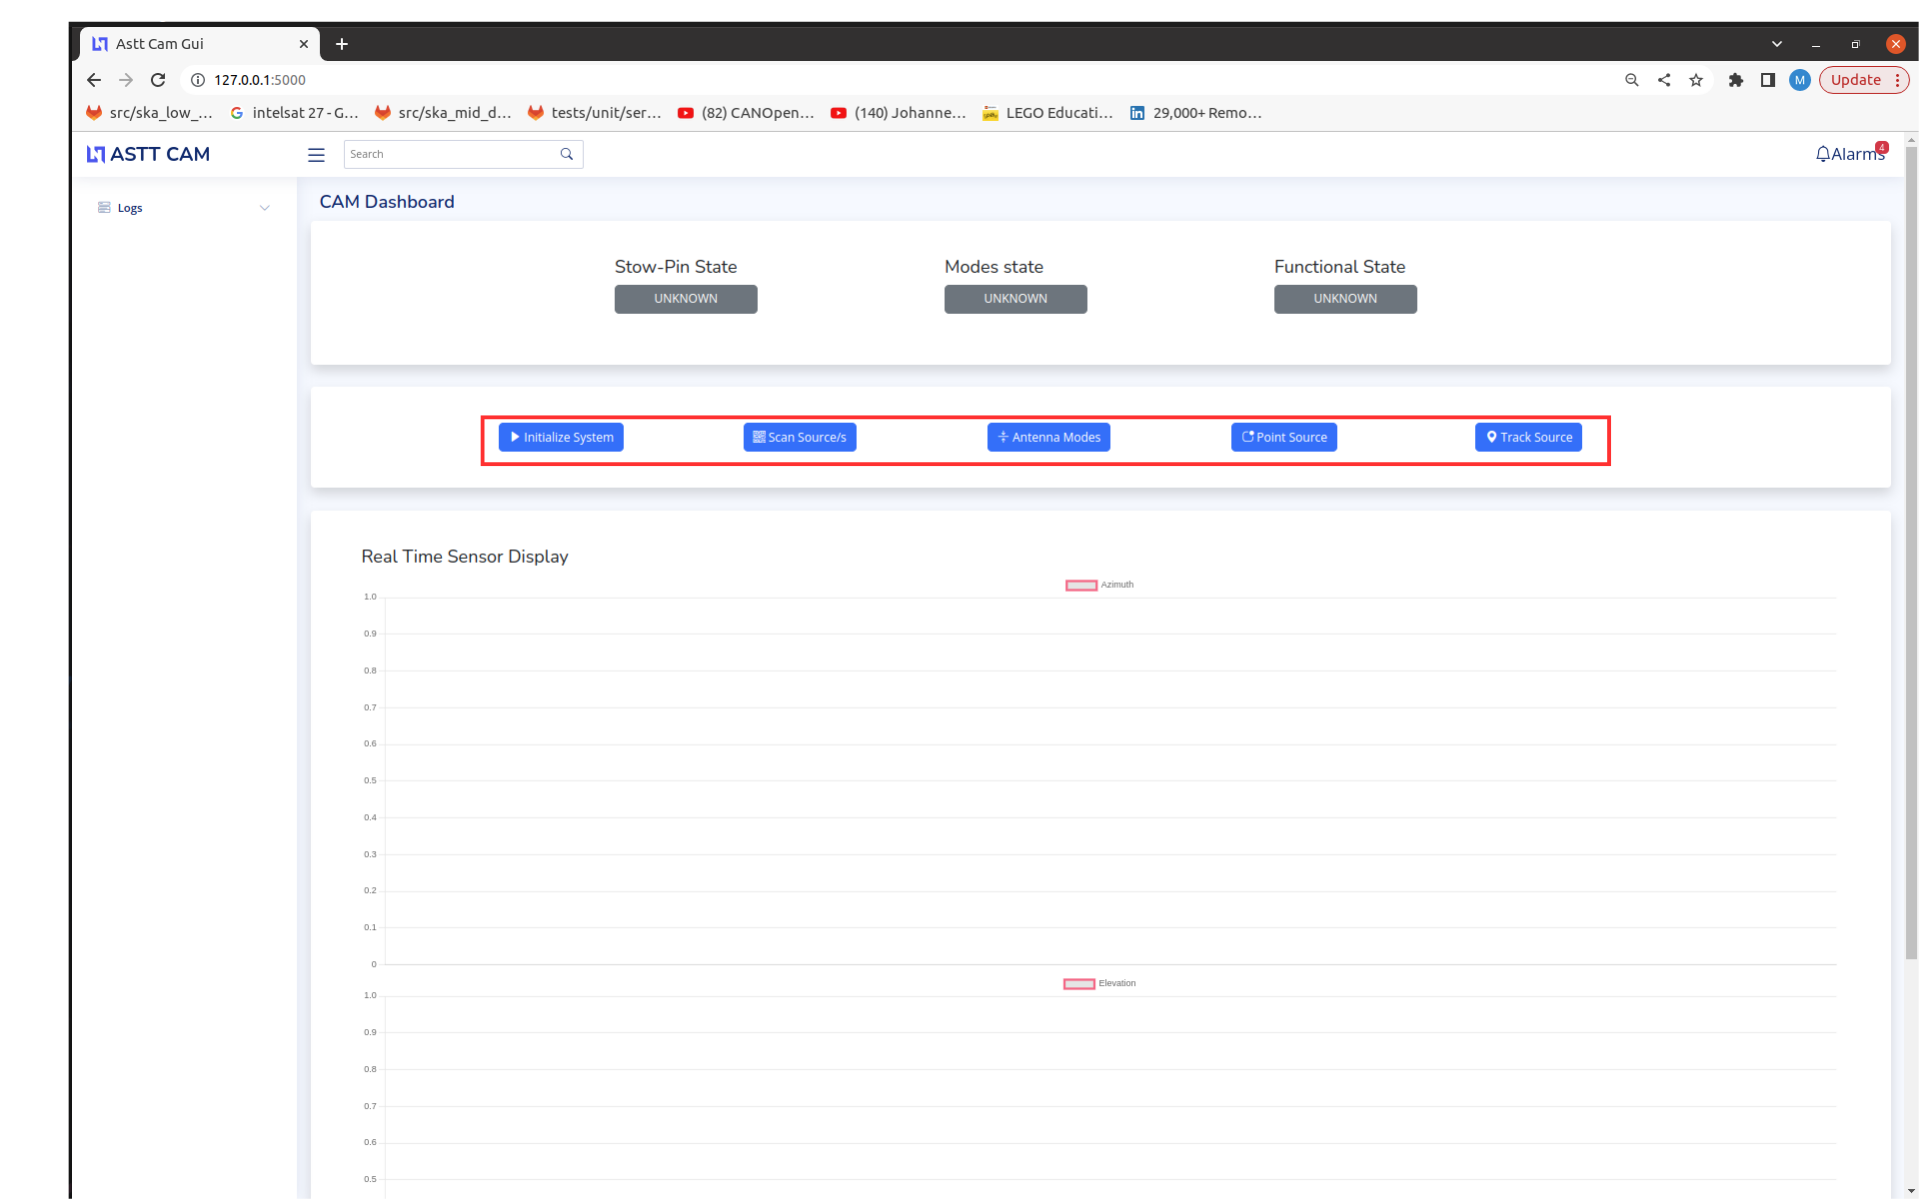 Astt Cam Gui
127.0.0.1:5000
M
Update
src/ska_low_...
intelsat 27 - G...
src/ska_mid_d...
tests/unit/ser...
(82) CANOpen...
(140) Johanne...
LEGO Educati...
29,000+ Remo...
ASTT CAM
Search
Alarms
4
Logs
CAM Dashboard
Stow-Pin State
Modes state
Functional State
UNKNOWN
UNKNOWN
UNKNOWN
Initialize System
Scan Source/s
Antenna Modes
Point Source
Track Source
Real Time Sensor Display
Azimuth
1.0
0.9
0.8
0.7
0.6
0.5
0.4
0.3
0.2
0.1
0
Elevation
1.0
0.9
0.8
0.7
0.6
0.5